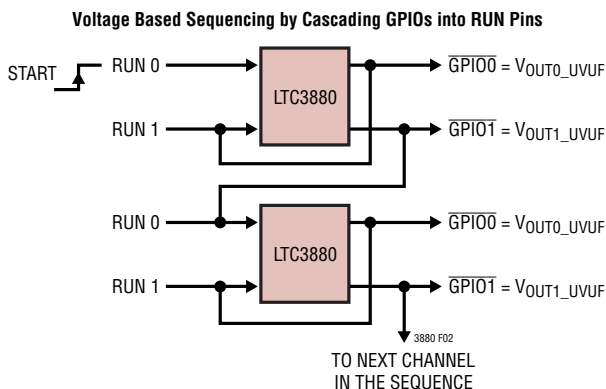 Voltage Based Sequencing by Cascading GPIOs into RUN Pins
START
RUN 0
LTC3880
GPIO0 = VOUT0_UVUF
RUN 1
GPIO1 = VOUT1_UVUF
RUN 0
LTC3880
GPIO0 = VOUT0_UVUF
RUN 1
GPIO1 = VOUT1_UVUF
3880 F02
TO NEXT CHANNEL
IN THE SEQUENCE